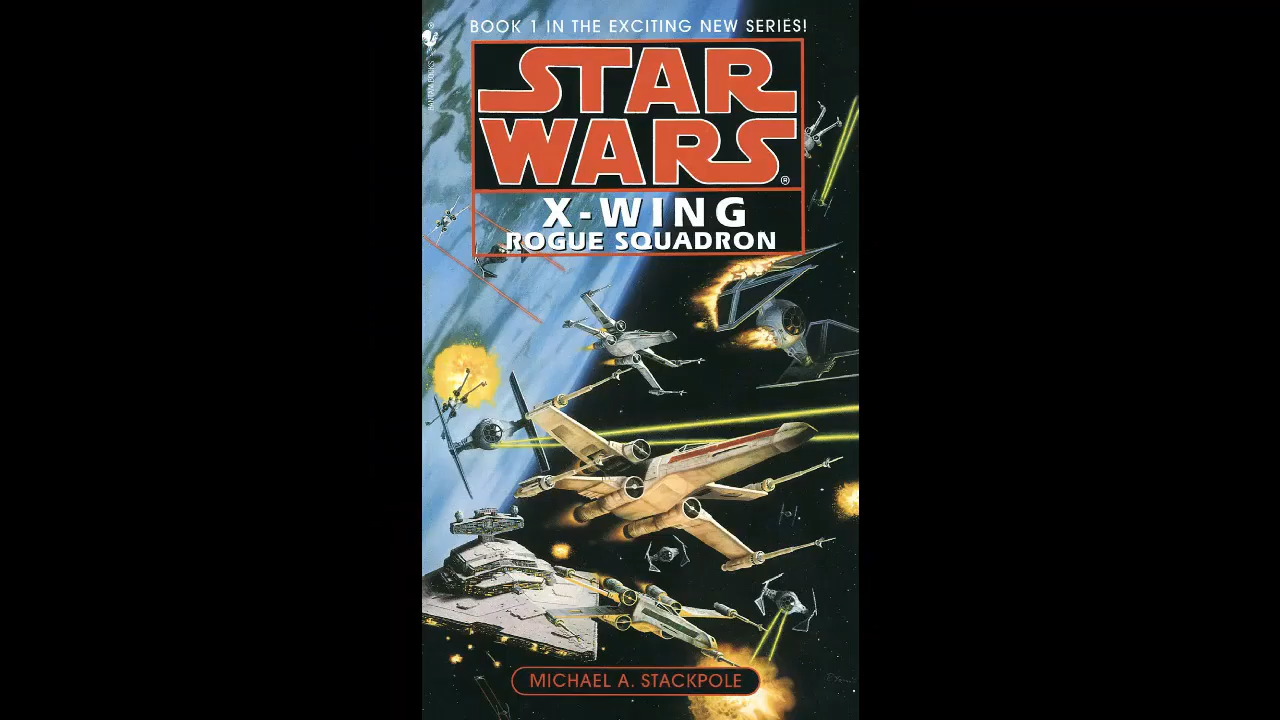 BOOK 1 IN THE EXCITING NEW SERIES!
STAR
WARS
®
X-WING
ROGUE SQUADRON
MICHAEL A. STACKPOLE